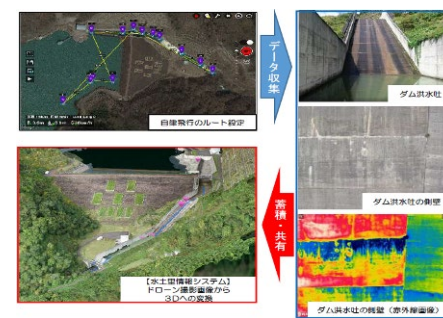 自律飛行のルート設定
データ収集
ダム洪水吐
ダム洪水吐の側壁
ダム洪水吐の側壁（赤外線画像）
蓄積・共有
【水土里情報システム】
ドローン撮影画像から
3Dへの変換